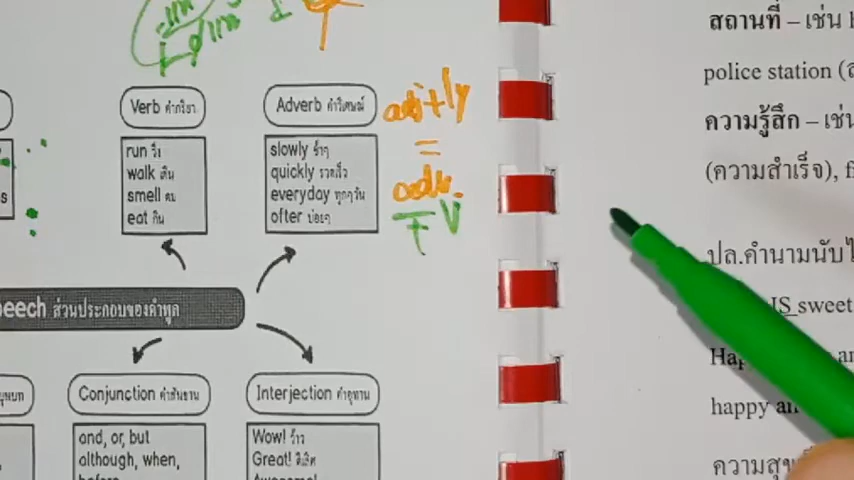 สถานที่ – เช่น
police station
ความรู้สึก – เช่น
(ความสำเร็จ),
ปล.คำนามนับ
IS sweet
happy an
ความสุข
Verb คำกริยา
run วิ่ง
walk เดิน
smell ดม
eat กิน
Adverb คำวิเศษณ์
slowly ช้าๆ
quickly รวดเร็ว
everyday ทุกๆวัน
ofter บ่อยๆ
adj+ly
=
adv.
V
eech ส่วนประกอบของคำพูด
Conjunction คำสันธาน
and, or, but
although, when,
before
Interjection คำอุทาน
Wow! ว้าว
Great! ดีเลิศ
Awesome!